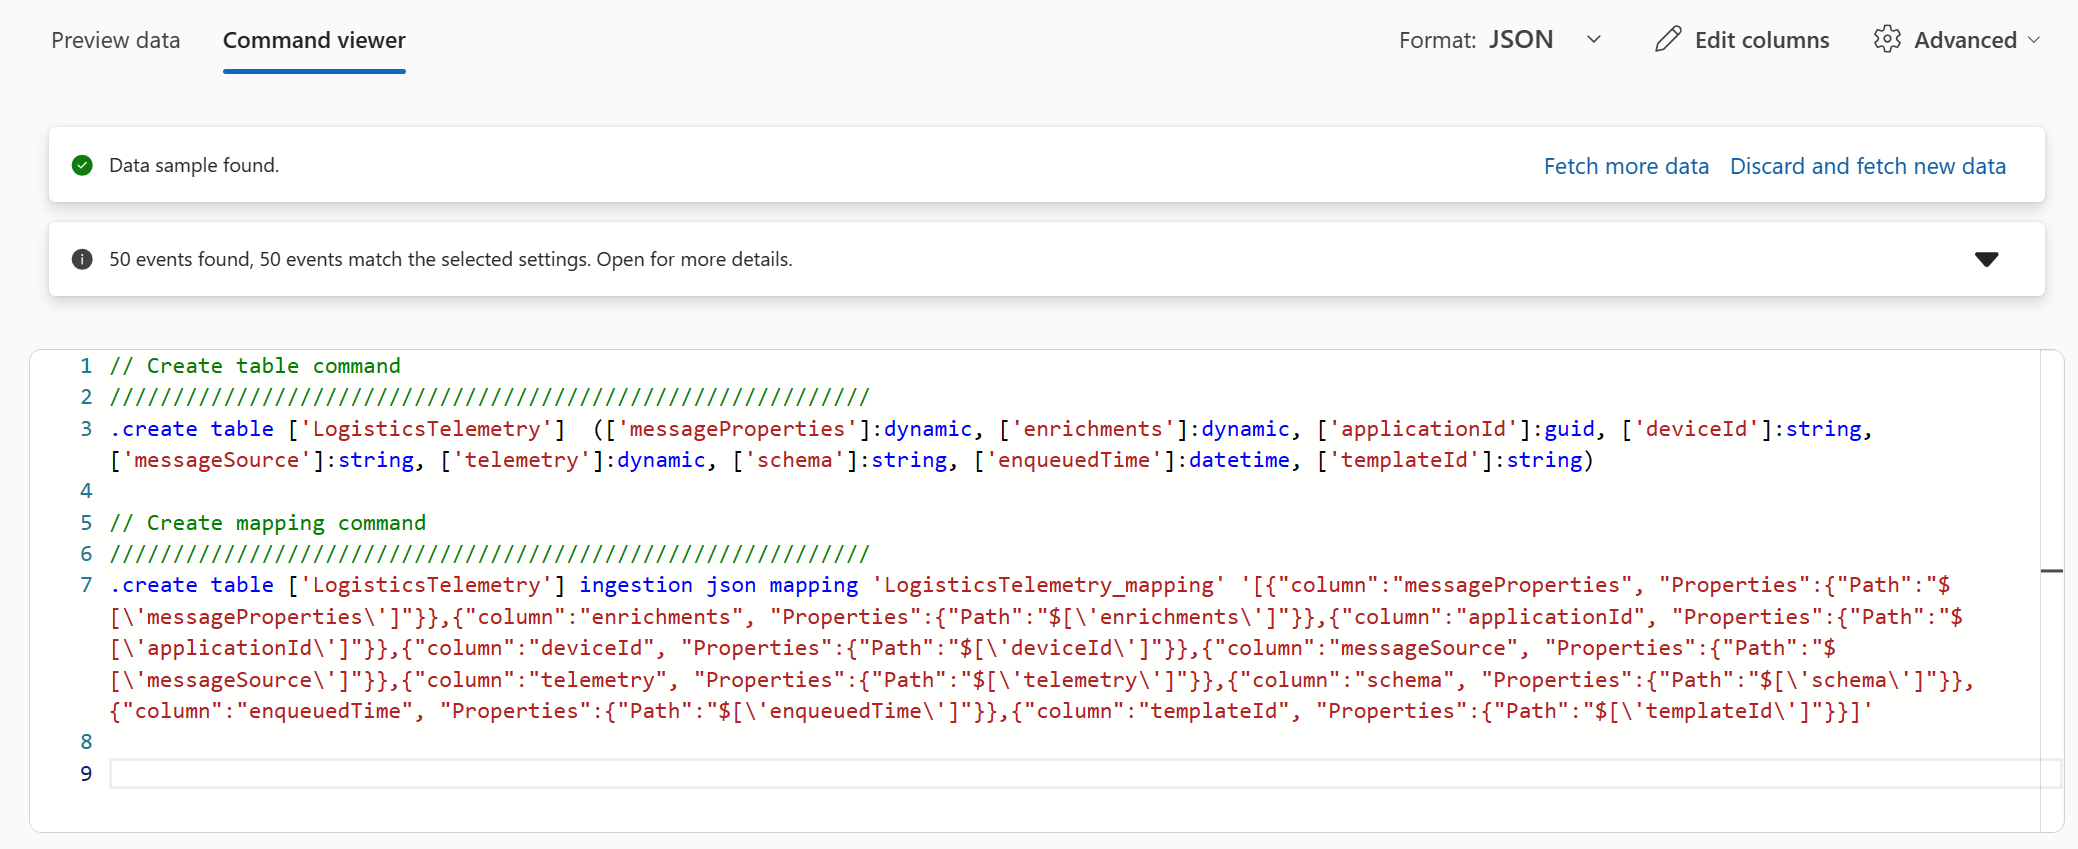 Preview data Command viewer Format: JSON Edit columns Advanced
Data sample found. Fetch more data Discard and fetch new data
50 events found, 50 events match the selected settings. Open for more details.
1 // Create table command
2 ////////////////////////////////////////////////////////////
3 .create table ['LogisticsTelemetry']  (['messageProperties']:dynamic, ['enrichments']:dynamic, ['applicationId']:guid, ['deviceId']:string,
['messageSource']:string, ['telemetry']:dynamic, ['schema']:string, ['enqueuedTime']:datetime, ['templateId']:string)
4
5 // Create mapping command
6 ////////////////////////////////////////////////////////////
7 .create table ['LogisticsTelemetry'] ingestion json mapping 'LogisticsTelemetry_mapping' '[{"column":"messageProperties", "Properties":{"Path":"$
[\'messageProperties\']"}},{"column":"enrichments", "Properties":{"Path":"$[\'enrichments\']"}},{"column":"applicationId", "Properties":{"Path":"$
[\'applicationId\']"}},{"column":"deviceId", "Properties":{"Path":"$[\'deviceId\']"}},{"column":"messageSource", "Properties":{"Path":"$
[\'messageSource\']"}},{"column":"telemetry", "Properties":{"Path":"$[\'telemetry\']"}},{"column":"schema", "Properties":{"Path":"$[\'schema\']"}},
{"column":"enqueuedTime", "Properties":{"Path":"$[\'enqueuedTime\']"}},{"column":"templateId", "Properties":{"Path":"$[\'templateId\']"}}]'
8
9